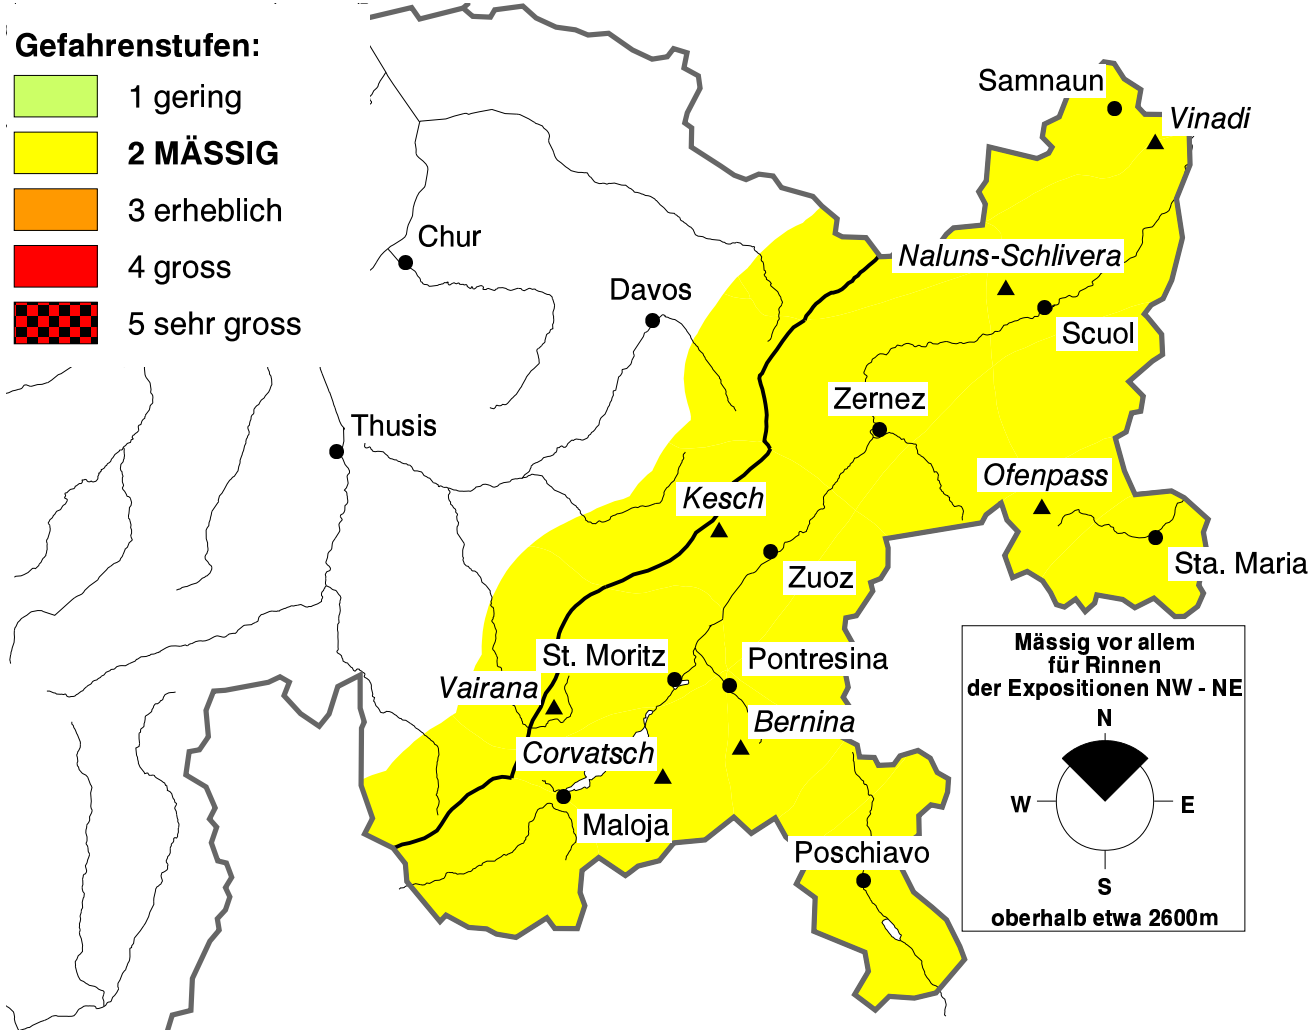 Gefahrenstufen:
1 gering
2 MÄSSIG
3 erheblich
4 gross
5 sehr gross
Samnaun
Vinadi
Chur
Naluns-Schlivera
Davos
Scuol
Zernez
Thusis
Ofenpass
Kesch
Sta. Maria
Zuoz
St. Moritz
Pontresina
Vairana
Bernina
Corvatsch
Maloja
Poschiavo
Mässig vor allem
für Rinnen
der Expositionen NW - NE
N
W
E
S
oberhalb etwa 2600m